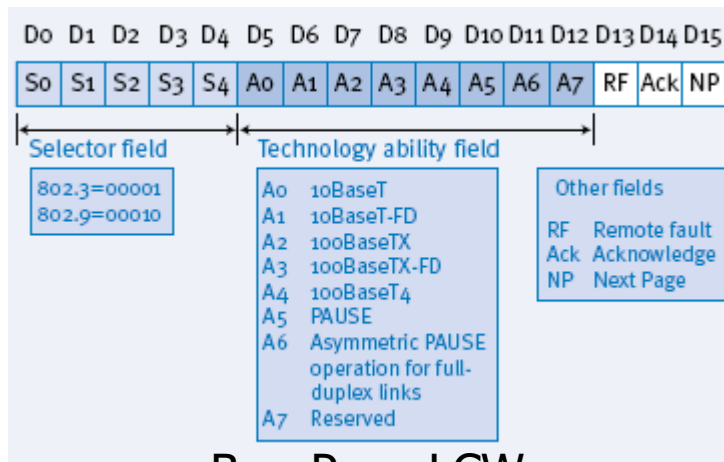 D0 D1 D2 D3 D4 D5 D6 D7 D8 D9 D10 D11 D12 D13 D14 D15
S0 S1 S2 S3 S4 A0 A1 A2 A3 A4 A5 A6 A7 RF Ack NP
Selector field
802.3=00001
802.9=00010
Technology ability field
A0 10BaseT
A1 10BaseT-FD
A2 100BaseTX
A3 100BaseTX-FD
A4 100BaseT4
A5 PAUSE
A6 Asymmetric PAUSE
operation for full-
duplex links
A7 Reserved
Other fields
RF Remote fault
Ack Acknowledge
NP Next Page